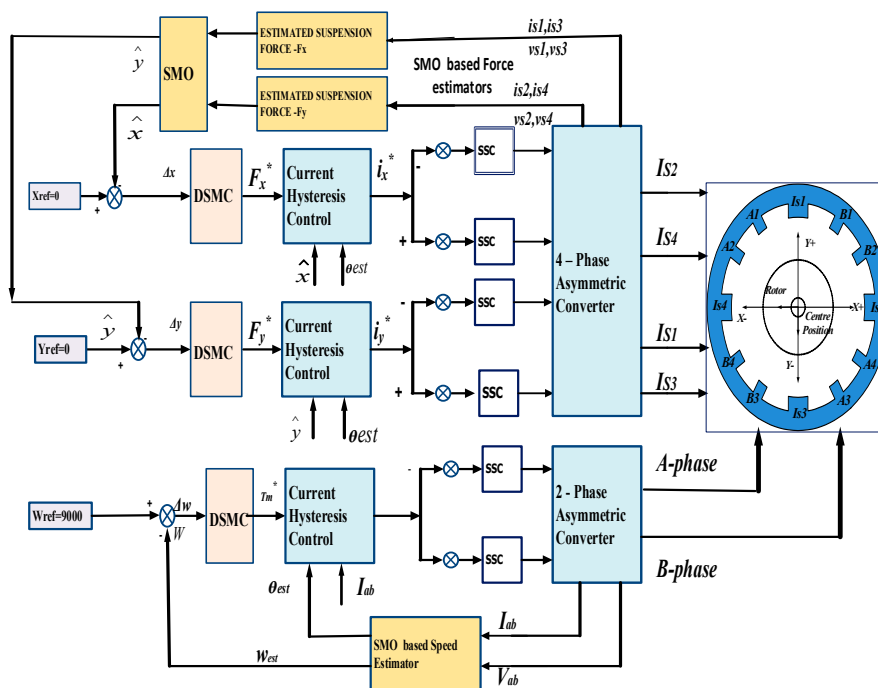 is1,is3
ESTIMATED SUSPENSION
FORCE -Fx
vs1,vs3
SMO
SMO based Force
estimators
ŷ
ESTIMATED SUSPENSION
FORCE -Fy
is2,is4
vs2,vs4
x̂
Δx
Xref=0
+
-
DSMC
Fx*
Current
Hysteresis
Control
ix*
-
+
SSC
SSC
x̂
θest
4 – Phase
Asymmetric
Converter
IS2
IS4
IS1
IS3
Is1
B1
B2
Is
A4
A3
Is3
B3
B4
Is4
A2
A1
Y+
X+
Y-
X-
Rotor
Centre
Position
ŷ
Δy
Yref=0
+
-
DSMC
Fy*
Current
Hysteresis
Control
iy*
-
+
SSC
SSC
ŷ
θest
A-phase
B-phase
Wref=9000
+
-
Δw
W
DSMC
Tm*
Current
Hysteresis
Control
-
SSC
SSC
2 - Phase
Asymmetric
Converter
θest
Iab
Iab
SMO based Speed
Estimator
west
Vab